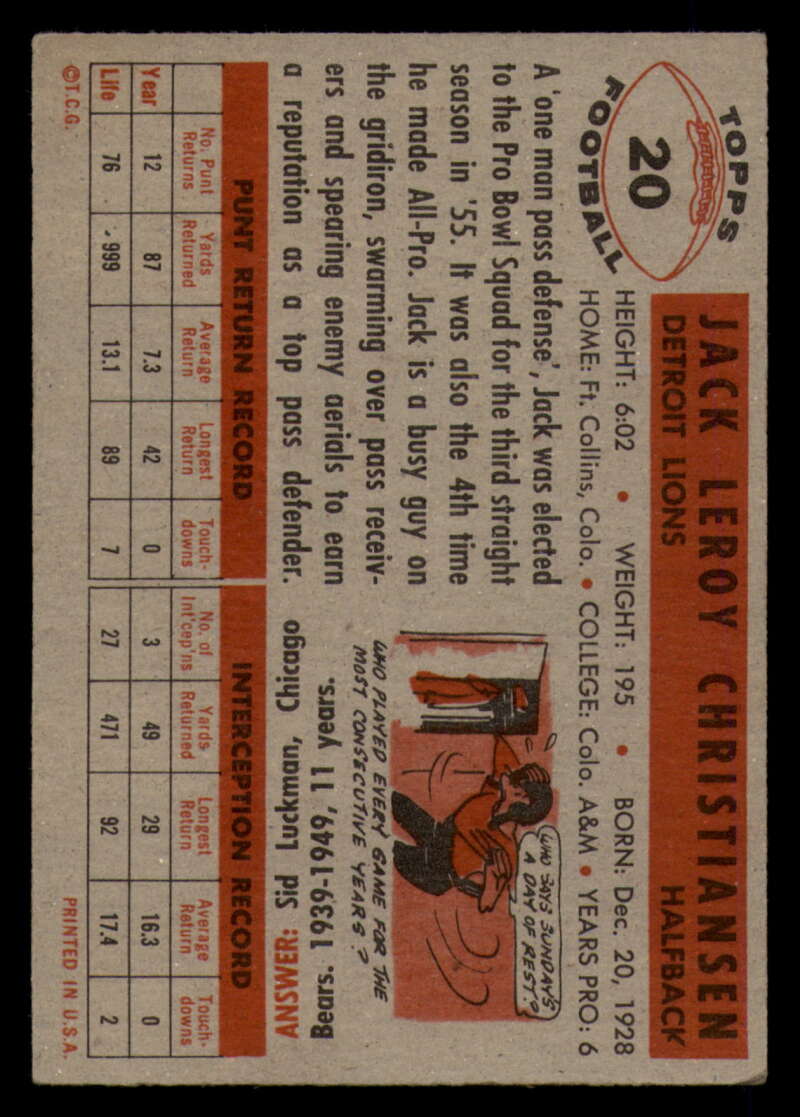 TOPPS
20
FOOTBALL
JACK LEROY CHRISTIANSEN
DETROIT LIONS HALFBACK
HEIGHT: 6:02 • WEIGHT: 195 • BORN: Dec. 20, 1928
HOME: Ft. Collins, Colo. • COLLEGE: Colo. A&M • YEARS PRO: 6
A 'one man pass defense', Jack was elected
to the Pro Bowl Squad for the third straight
season in '55. It was also the 4th time
he made All-Pro. Jack is a busy guy on
the gridiron, swarming over pass receiv-
ers and spearing enemy aerials to earn
a reputation as a top pass defender.
WHO SAYS SUNDAY'S
A DAY OF REST?
WHO PLAYED EVERY GAME FOR THE
MOST CONSECUTIVE YEARS?
ANSWER: Sid Luckman, Chicago
Bears. 1939-1949, 11 years.
PUNT RETURN RECORD INTERCEPTION RECORD
No. Punt Yards Average Longest Touch- No. of Yards Longest Average Touch-
Returns Returned Return Return downs Int'cep'ns Returned Return Return downs
Year 12 87 7.3 42 0 3 49 29 16.3 0
Life 76 - 999 13.1 89 7 27 471 92 17.4 2
©T.C.G. PRINTED IN U.S.A.